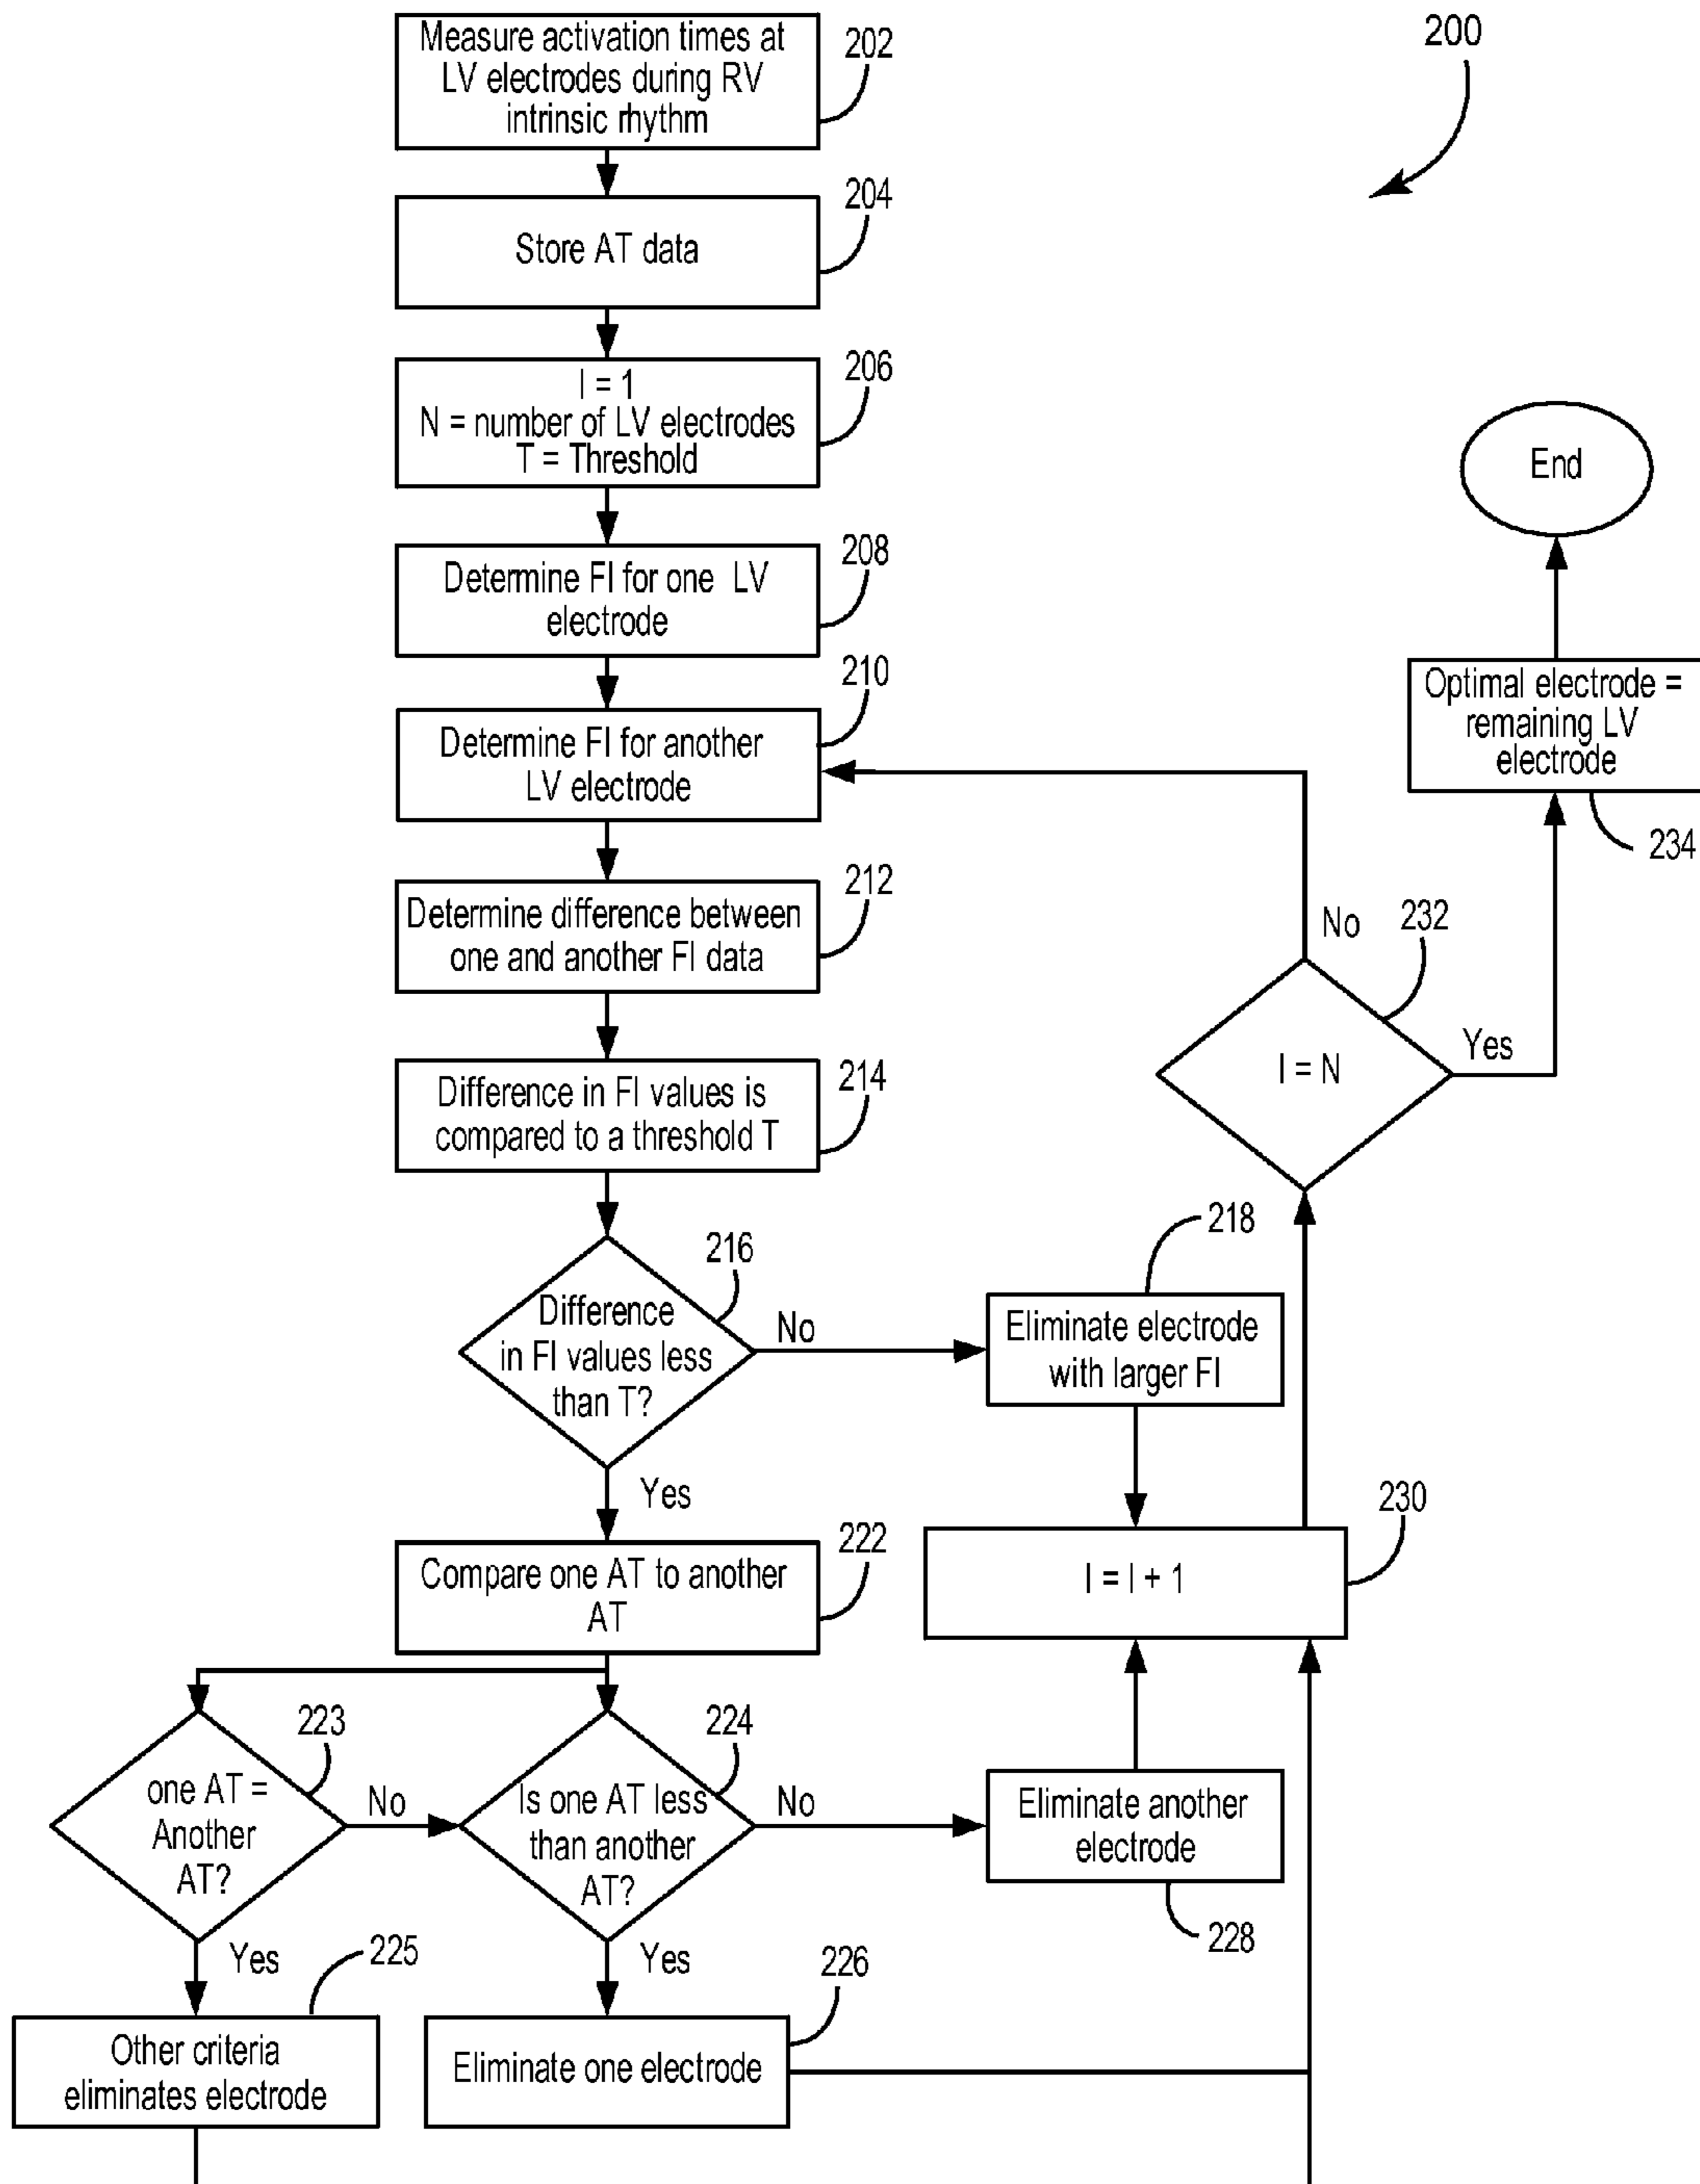 200
Measure activation times at
LV electrodes during RV
intrinsic rhythm
202
Store AT data
204
I = 1
N = number of LV electrodes
T = Threshold
206
Determine FI for one LV
electrode
208
Determine FI for another
LV electrode
210
Determine difference between
one and another FI data
212
Difference in FI values is
compared to a threshold T
214
Difference
in FI values less
than T?
216
No
Yes
Eliminate electrode
with larger FI
218
Compare one AT to another
AT
222
one AT =
Another
AT?
223
No
Yes
Is one AT less
than another
AT?
224
No
Yes
Other criteria
eliminates electrode
225
Eliminate one electrode
226
Eliminate another
electrode
228
I = I + 1
230
I = N
232
No
Yes
Optimal electrode =
remaining LV
electrode
234
End